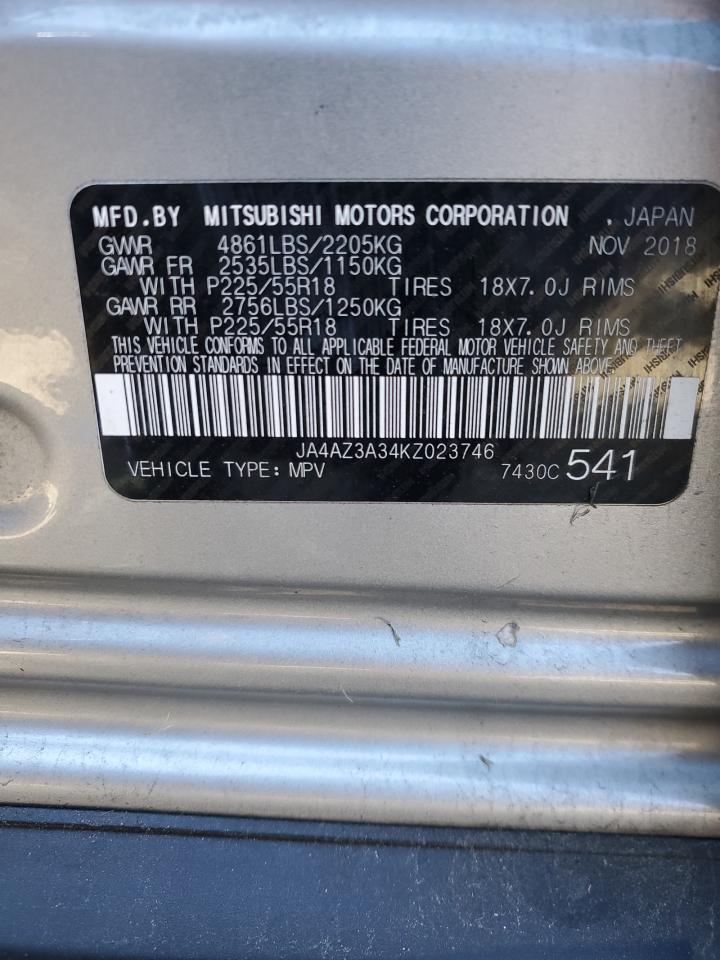 MFD.BY MITSUBISHI MOTORS CORPORATION . JAPAN
GVWR 4861LBS/2205KG NOV 2018
GAWR FR 2535LBS/1150KG
WITH P225/55R18 TIRES 18X7.0J RIMS
GAWR RR 2756LBS/1250KG
WITH P225/55R18 TIRES 18X7.0J RIMS
THIS VEHICLE CONFORMS TO ALL APPLICABLE FEDERAL MOTOR VEHICLE SAFETY AND THEFT
PREVENTION STANDARDS IN EFFECT ON THE DATE OF MANUFACTURE SHOWN ABOVE.
JA4AZ3A34KZ023746
VEHICLE TYPE: MPV 7430C 541